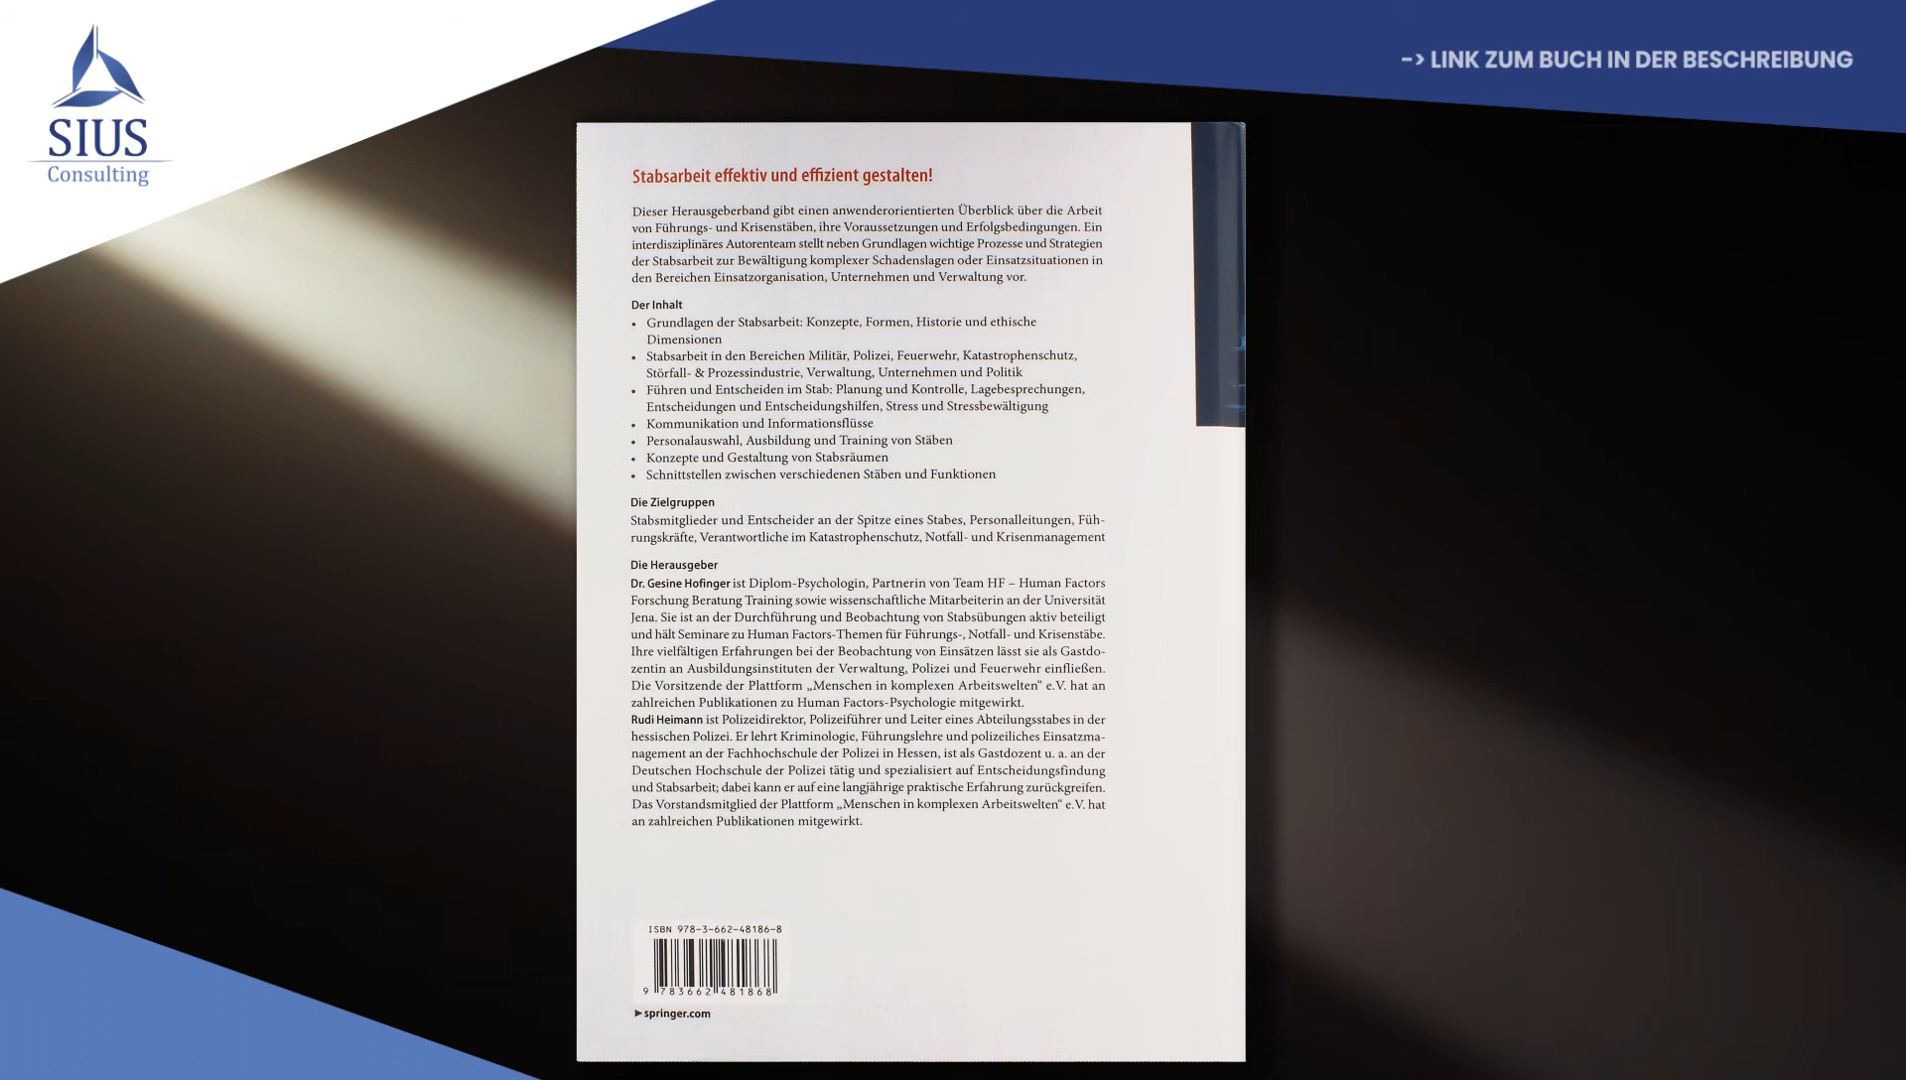 SIUS
Consulting
-> LINK ZUM BUCH IN DER BESCHREIBUNG
Stabsarbeit effektiv und effizient gestalten!
Dieser Herausgeberband gibt einen anwenderorientierten Überblick über die Arbeit
von Führungs- und Krisenstäben, ihre Voraussetzungen und Erfolgsbedingungen. Ein
interdisziplinäres Autorenteam stellt neben Grundlagen wichtige Prozesse und Strategien
der Stabsarbeit zur Bewältigung komplexer Schadenslagen oder Einsatzsituationen in
den Bereichen Einsatzorganisation, Unternehmen und Verwaltung vor.
Der Inhalt
• Grundlagen der Stabsarbeit: Konzepte, Formen, Historie und ethische
Dimensionen
• Stabsarbeit in den Bereichen Militär, Polizei, Feuerwehr, Katastrophenschutz,
Störfall- & Prozessindustrie, Verwaltung, Unternehmen und Politik
• Führen und Entscheiden im Stab: Planung und Kontrolle, Lagebesprechungen,
Entscheidungen und Entscheidungshilfen, Stress und Stressbewältigung
• Kommunikation und Informationsflüsse
• Personalauswahl, Ausbildung und Training von Stäben
• Konzepte und Gestaltung von Stabsräumen
• Schnittstellen zwischen verschiedenen Stäben und Funktionen
Die Zielgruppen
Stabsmitglieder und Entscheider an der Spitze eines Stabes, Personalleitungen, Füh-
rungskräfte, Verantwortliche im Katastrophenschutz, Notfall- und Krisenmanagement
Die Herausgeber
Dr. Gesine Hofinger ist Diplom-Psychologin, Partnerin von Team HF – Human Factors
Forschung Beratung Training sowie wissenschaftliche Mitarbeiterin an der Universität
Jena. Sie ist an der Durchführung und Beobachtung von Stabsübungen aktiv beteiligt
und hält Seminare zu Human Factors-Themen für Führungs-, Notfall- und Krisenstäbe.
Ihre vielfältigen Erfahrungen bei der Beobachtung von Einsätzen lässt sie als Gastdo-
zentin an Ausbildungsinstituten der Verwaltung, Polizei und Feuerwehr einfließen.
Die Vorsitzende der Plattform „Menschen in komplexen Arbeitswelten“ e.V. hat an
zahlreichen Publikationen zu Human Factors-Psychologie mitgewirkt.
Rudi Heimann ist Polizeidirektor, Polizeiführer und Leiter eines Abteilungsstabes in der
hessischen Polizei. Er lehrt Kriminologie, Führungslehre und polizeiliches Einsatzma-
nagement an der Fachhochschule der Polizei in Hessen, ist als Gastdozent u. a. an der
Deutschen Hochschule der Polizei tätig und spezialisiert auf Entscheidungsfindung
und Stabsarbeit; dabei kann er auf eine langjährige praktische Erfahrung zurückgreifen.
Das Vorstandsmitglied der Plattform „Menschen in komplexen Arbeitswelten“ e.V. hat
an zahlreichen Publikationen mitgewirkt.
ISBN 978-3-662-48186-8
9 783662 481868
▶ springer.com